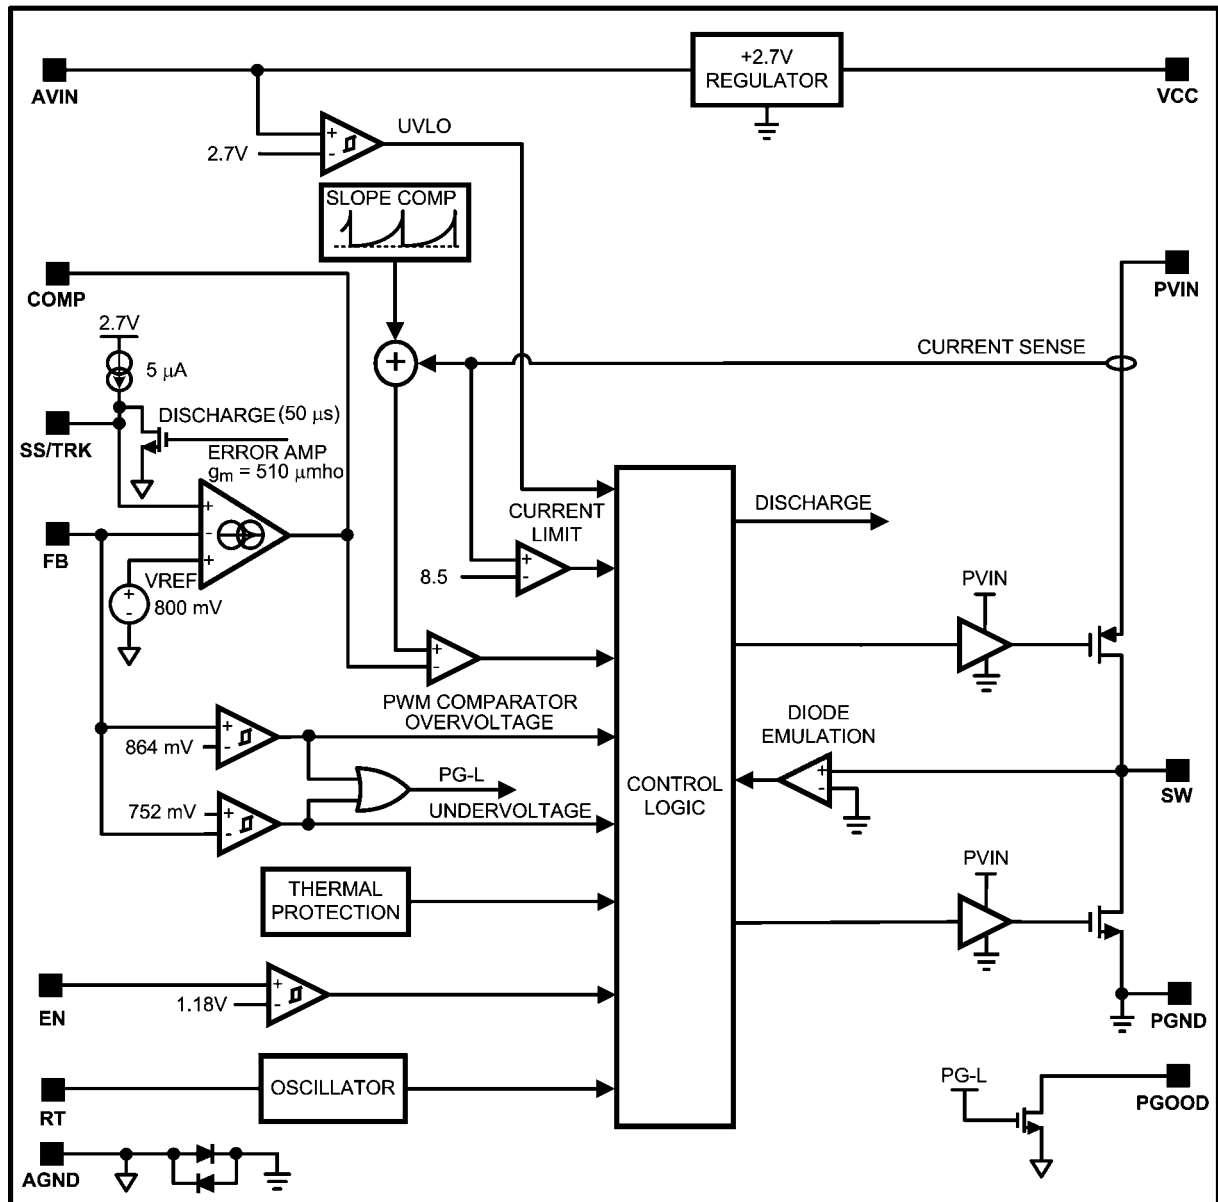 +2.7V
REGULATOR
AVIN
VCC
UVLO
+
-
2.7V
SLOPE COMP
COMP
PVIN
2.7V
5 µA
+
CURRENT SENSE
DISCHARGE (50 µs)
SS/TRK
ERROR AMP
gm = 510 µmho
+
-
+
FB
VREF
800 mV
+
-
CURRENT
LIMIT
+
-
8.5
DISCHARGE
PVIN
+
-
PWM COMPARATOR
OVERVOLTAGE
+
-
864 mV
PG-L
752 mV
+
-
UNDERVOLTAGE
CONTROL
LOGIC
DIODE
EMULATION
+
-
SW
PVIN
THERMAL
PROTECTION
EN
+
-
1.18V
PGND
RT
OSCILLATOR
PG-L
PGOOD
AGND